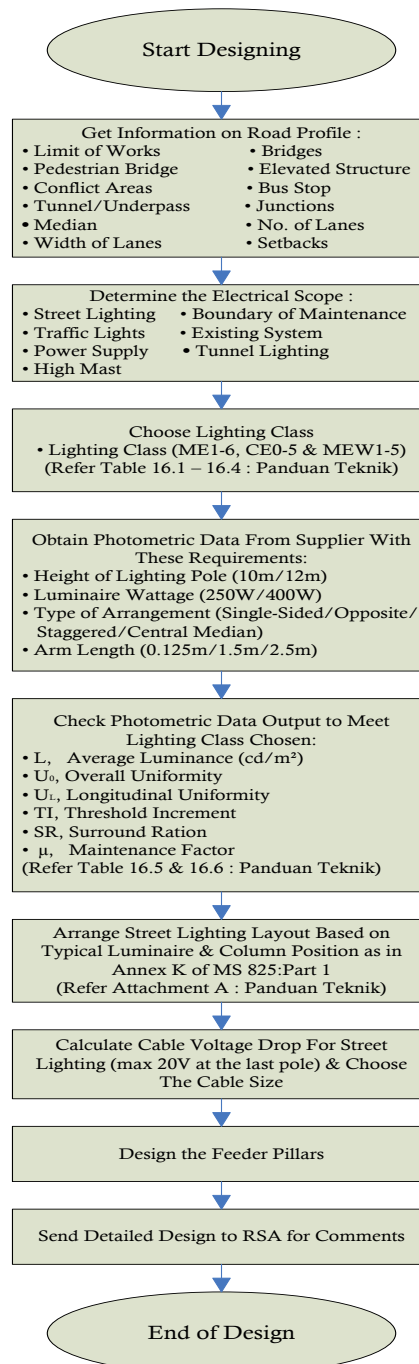 Start Designing
Get Information on Road Profile :
• Limit of Works • Bridges
• Pedestrian Bridge • Elevated Structure
• Conflict Areas • Bus Stop
• Tunnel/Underpass • Junctions
• Median • No. of Lanes
• Width of Lanes • Setbacks
Determine the Electrical Scope :
• Street Lighting • Boundary of Maintenance
• Traffic Lights • Existing System
• Power Supply • Tunnel Lighting
• High Mast
Choose Lighting Class
• Lighting Class (ME1-6, CE0-5 & MEW1-5)
(Refer Table 16.1 – 16.4 : Panduan Teknik)
Obtain Photometric Data From Supplier With
These Requirements:
• Height of Lighting Pole (10m/12m)
• Luminaire Wattage (250W/400W)
• Type of Arrangement (Single-Sided/Opposite/
Staggered/Central Median)
• Arm Length (0.125m/1.5m/2.5m)
Check Photometric Data Output to Meet
Lighting Class Chosen:
• L, Average Luminance (cd/m²)
• U₀, Overall Uniformity
• U_L, Longitudinal Uniformity
• TI, Threshold Increment
• SR, Surround Ration
• µ, Maintenance Factor
(Refer Table 16.5 & 16.6 : Panduan Teknik)
Arrange Street Lighting Layout Based on
Typical Luminaire & Column Position as in
Annex K of MS 825:Part 1
(Refer Attachment A : Panduan Teknik)
Calculate Cable Voltage Drop For Street
Lighting (max 20V at the last pole) & Choose
The Cable Size
Design the Feeder Pillars
Send Detailed Design to RSA for Comments
End of Design